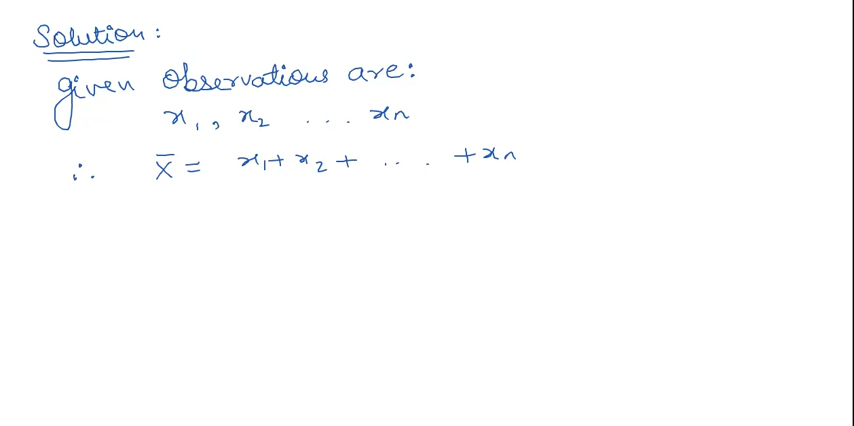 Solution:
given observations are:
x₁, x₂ ... xn
∴ X̅ = x₁ + x₂ + ... + xn